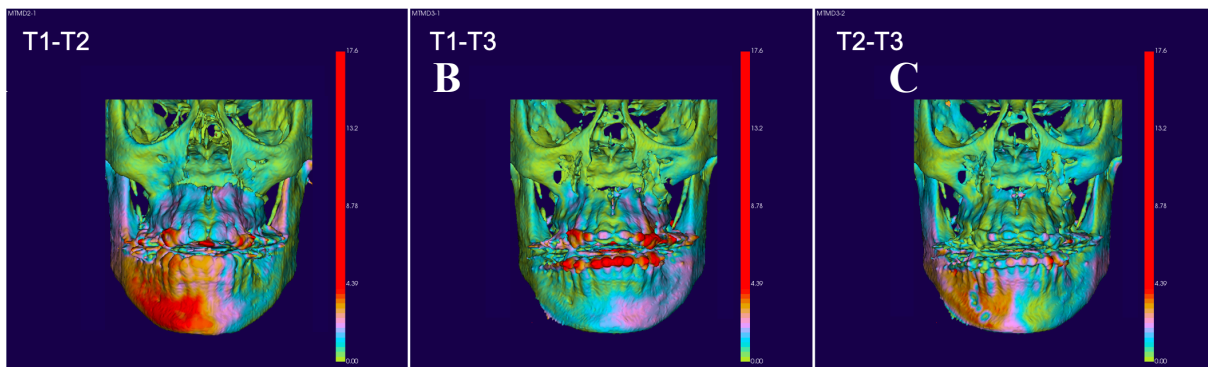 MTMD2-1
T1-T2
17.6
13.2
8.78
4.39
0.00
MTMD3-1
T1-T3
B
17.6
13.2
8.78
4.39
0.00
MTMD3-2
T2-T3
C
17.6
13.2
8.78
4.39
0.00